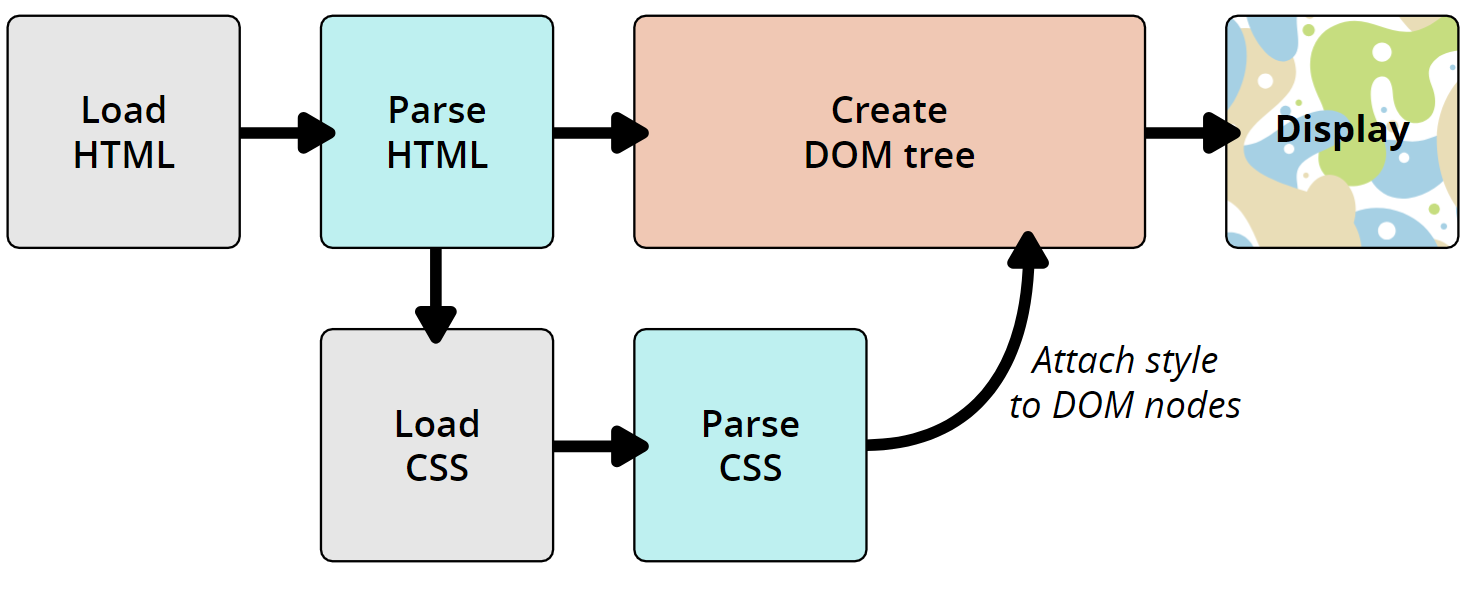 Load
HTML
Parse
HTML
Create
DOM tree
Display
Load
CSS
Parse
CSS
Attach style
to DOM nodes